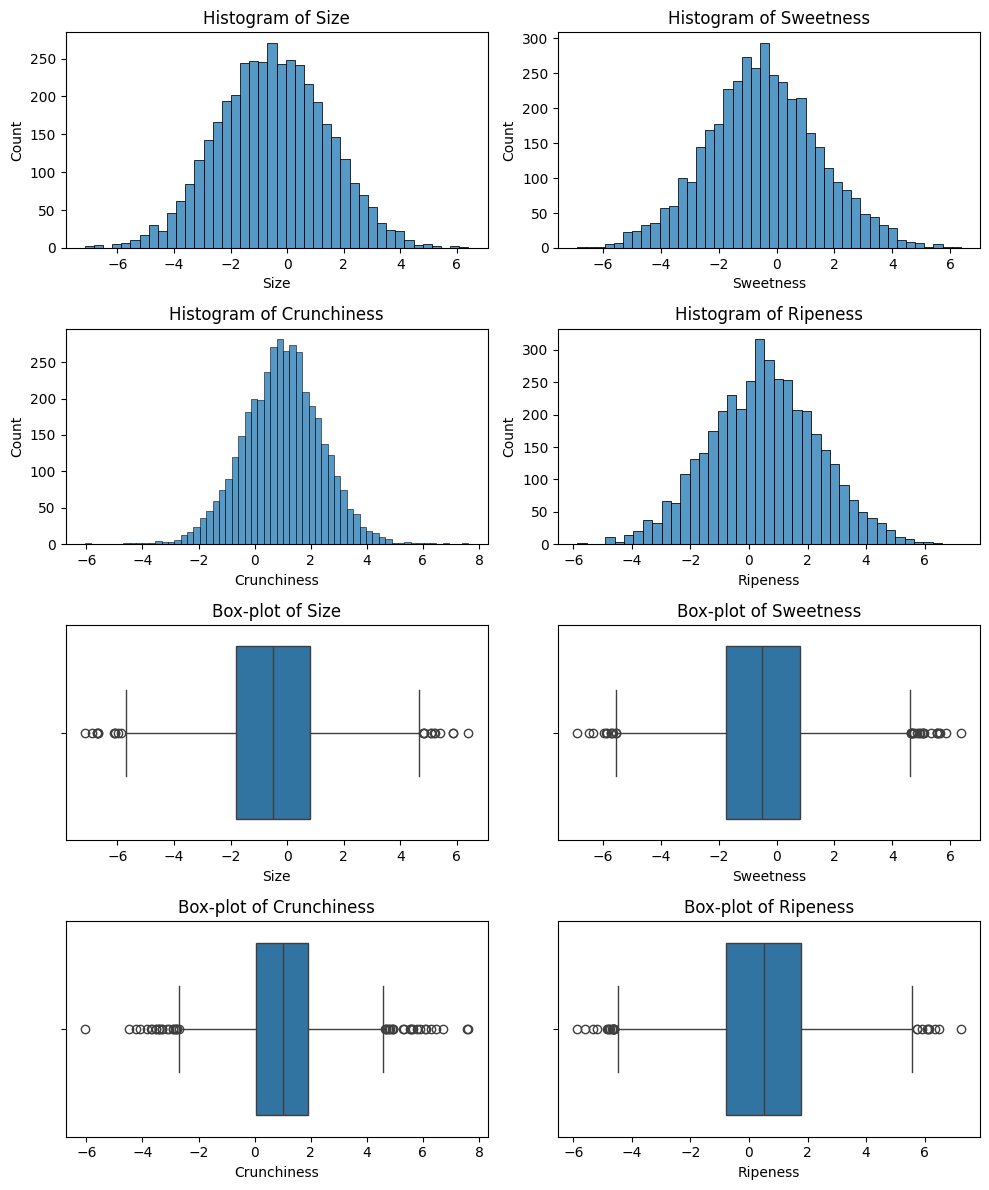 Histogram of Size
250
200
150
100
50
0
Count
−6 −4 −2 0 2 4 6
Size
Histogram of Sweetness
300
250
200
150
100
50
0
Count
−6 −4 −2 0 2 4 6
Sweetness
Histogram of Crunchiness
250
200
150
100
50
0
Count
−6 −4 −2 0 2 4 6 8
Crunchiness
Histogram of Ripeness
300
250
200
150
100
50
0
Count
−6 −4 −2 0 2 4 6
Ripeness
Box-plot of Size
−6 −4 −2 0 2 4 6
Size
Box-plot of Sweetness
−6 −4 −2 0 2 4 6
Sweetness
Box-plot of Crunchiness
−6 −4 −2 0 2 4 6 8
Crunchiness
Box-plot of Ripeness
−6 −4 −2 0 2 4 6
Ripeness